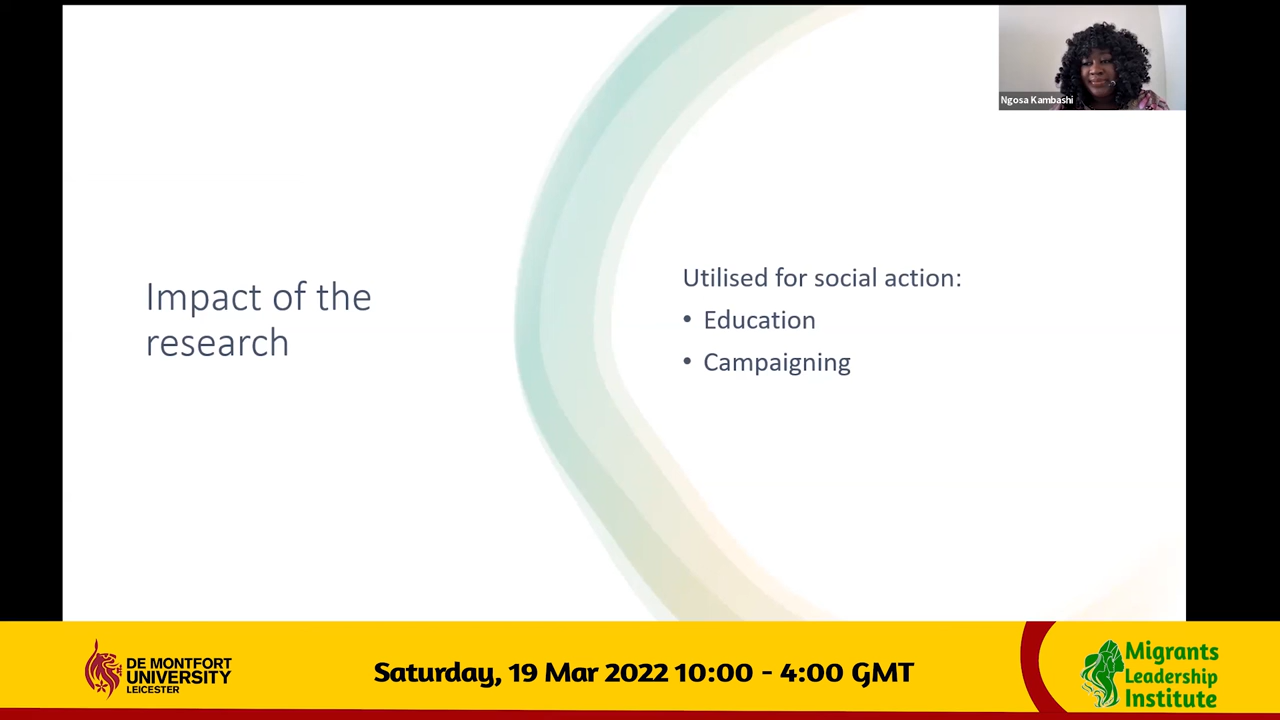 Ngosa Kambashi
Impact of the
research
Utilised for social action:
• Education
• Campaigning
DE MONTFORT
UNIVERSITY
LEICESTER
Saturday, 19 Mar 2022 10:00 - 4:00 GMT
Migrants
Leadership
Institute